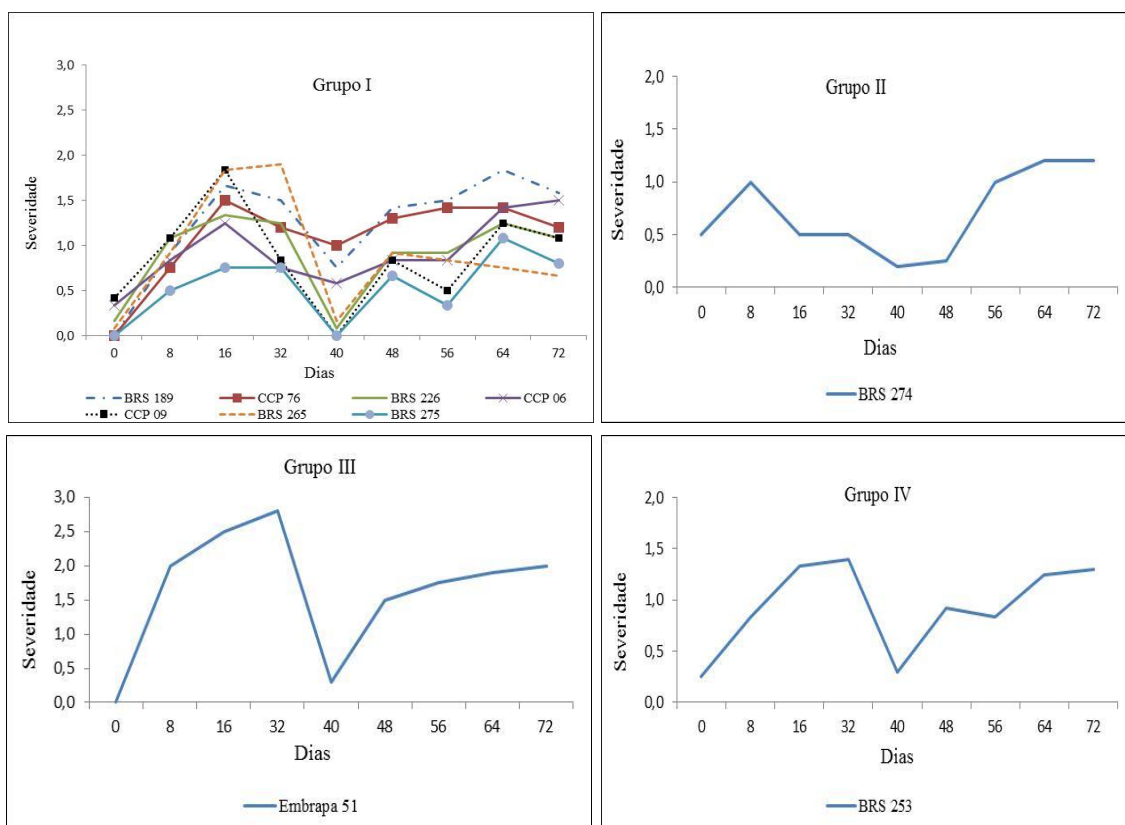 Grupo I
Severidade
3,0
2,5
2,0
1,5
1,0
0,5
0,0
0 8 16 32 40 48 56 64 72
Dias
BRS 189 CCP 76 BRS 226 CCP 06
CCP 09 BRS 265 BRS 275
Grupo II
Severidade
2,0
1,5
1,0
0,5
0,0
0 8 16 32 40 48 56 64 72
Dias
BRS 274
Grupo III
Severidade
3,0
2,5
2,0
1,5
1,0
0,5
0,0
0 8 16 32 40 48 56 64 72
Dias
Embrapa 51
Grupo IV
Severidade
2,0
1,5
1,0
0,5
0,0
0 8 16 32 40 48 56 64 72
Dias
BRS 253